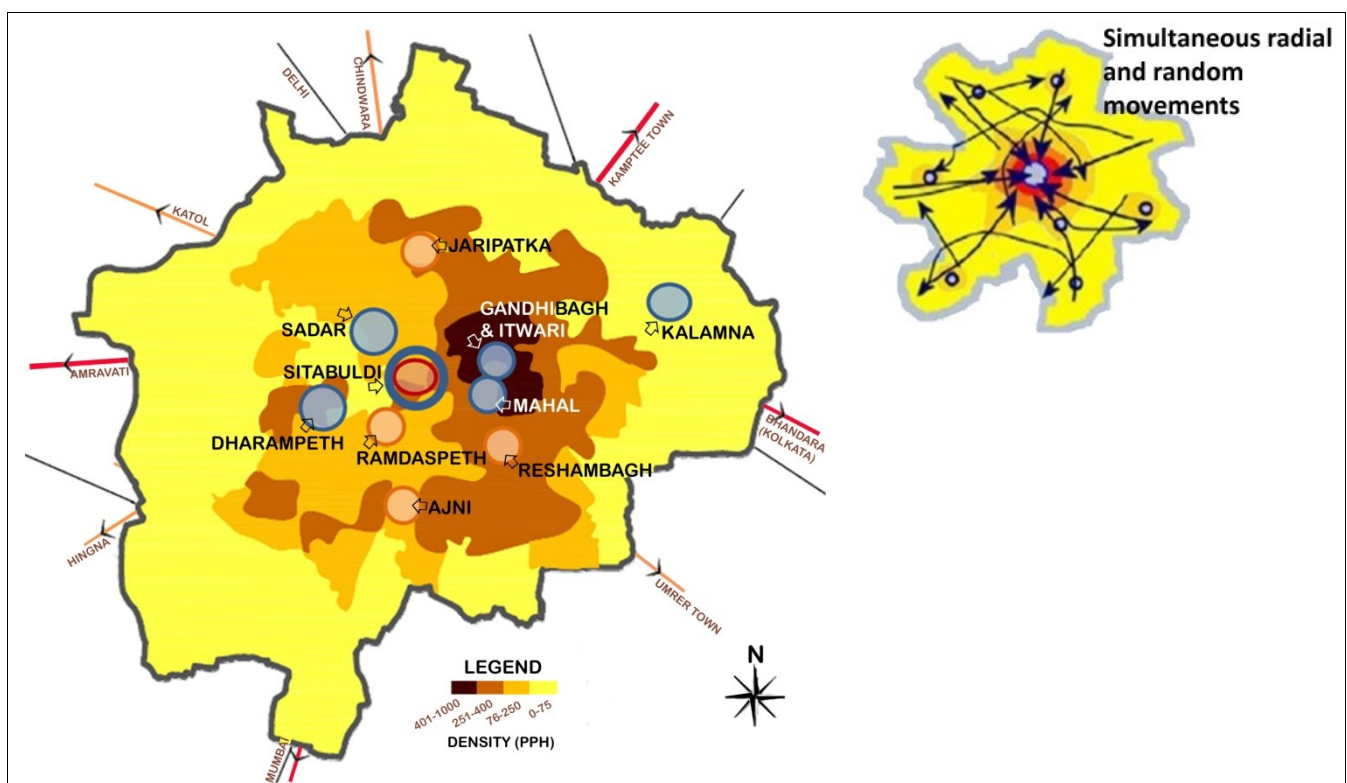 Simultaneous radial
and random
movements
DELHI
CHINDWARA
KAMPTEE TOWN
KATOL
JARIPATKA
GANDHIBAGH
& ITWARI
SADAR
KALAMNA
SITABULDI
AMRAVATI
MAHAL
DHARAMPETH
RAMDASPETH
RESHAMBAGH
BHANDARA
(KOLKATA)
AJNI
HINGNA
UMRER TOWN
N
LEGEND
401-1000
251-400
76-250
0-75
DENSITY (PPH)
MUMBAI